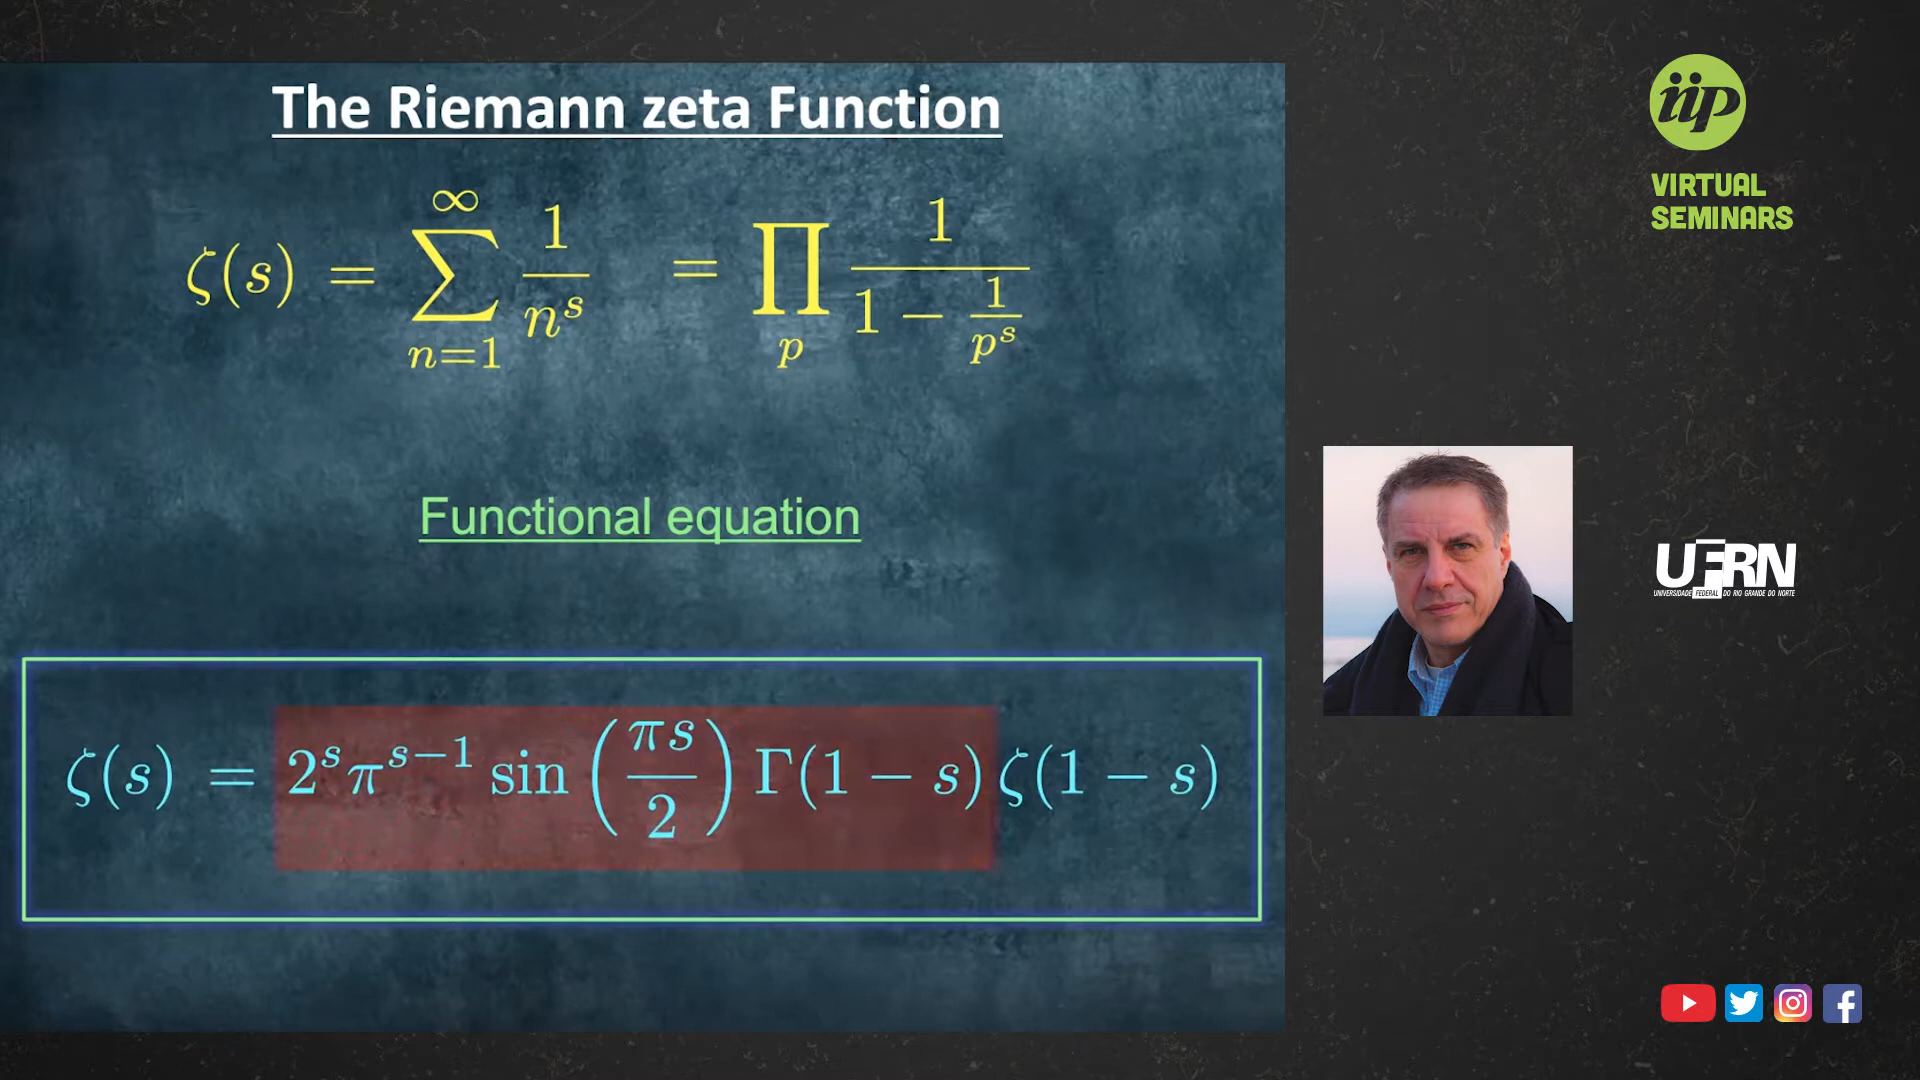 The Riemann zeta Function
ζ(s) = ∑_{n=1}^{∞} 1/n^s = ∏_p 1/(1 − 1/p^s)
Functional equation
ζ(s) = 2^s π^{s−1} sin(πs/2) Γ(1 − s) ζ(1 − s)
iip
VIRTUAL
SEMINARS
UFRN
UNIVERSIDADE FEDERAL DO RIO GRANDE DO NORTE